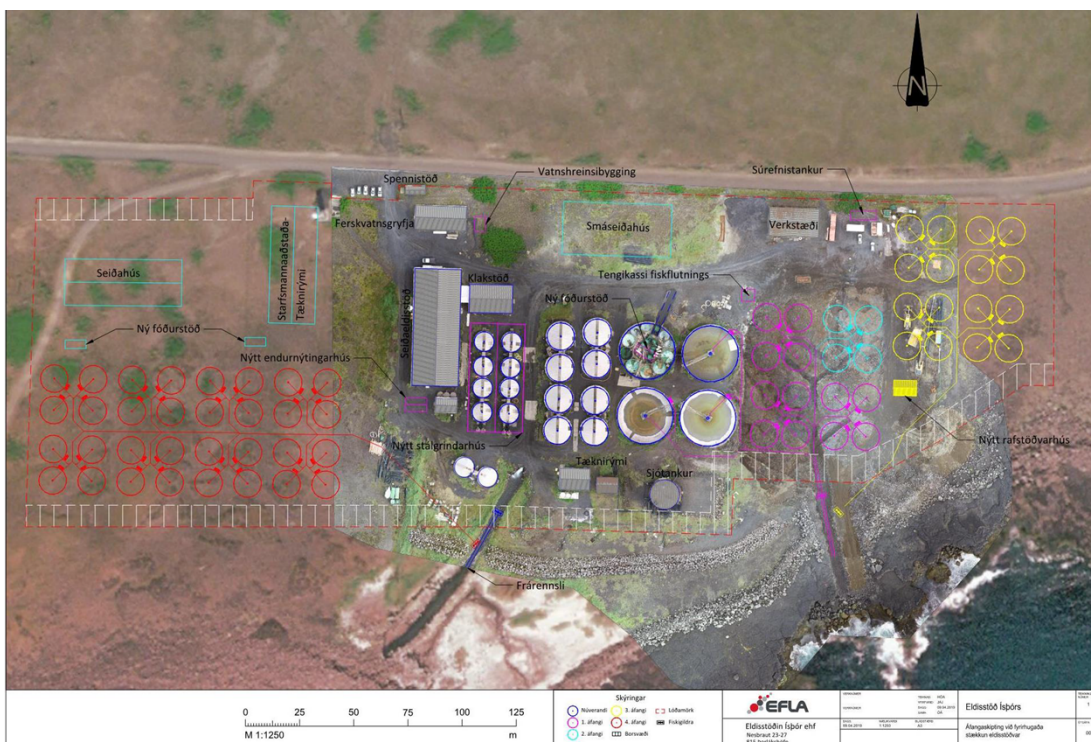 N
Spennistöð
Vatnshreinsibygging
Súrefnistankur
Ferskvatnsgryfja
Smáseiðahús
Verkstæði
Seiðahús
Starfsmannaaðstaða-
Tæknirými
Klakstöð
Tengikassi fiskflutnings
Seiðaeldisstöð
Ný fóðurstöð
Ný fóðurstöð
Nýtt endurnýtingarhús
Nýtt stálgrindarhús
Nýtt rafstöðvarhús
Tæknirými
Sjótankur
Frárennsli
0 25 50 75 100 125
M 1:1250 m
Skýringar
Núverandi
1. áfangi
2. áfangi
3. áfangi
4. áfangi
Borsvæði
Lóðamörk
Fiskigildra
EFLA
Eldisstöðin Ísþór ehf
Nesbraut 23-27
Eldisstöð Ísþórs
Áfangaskipting við fyrirhugaða
stækkun eldisstöðvar